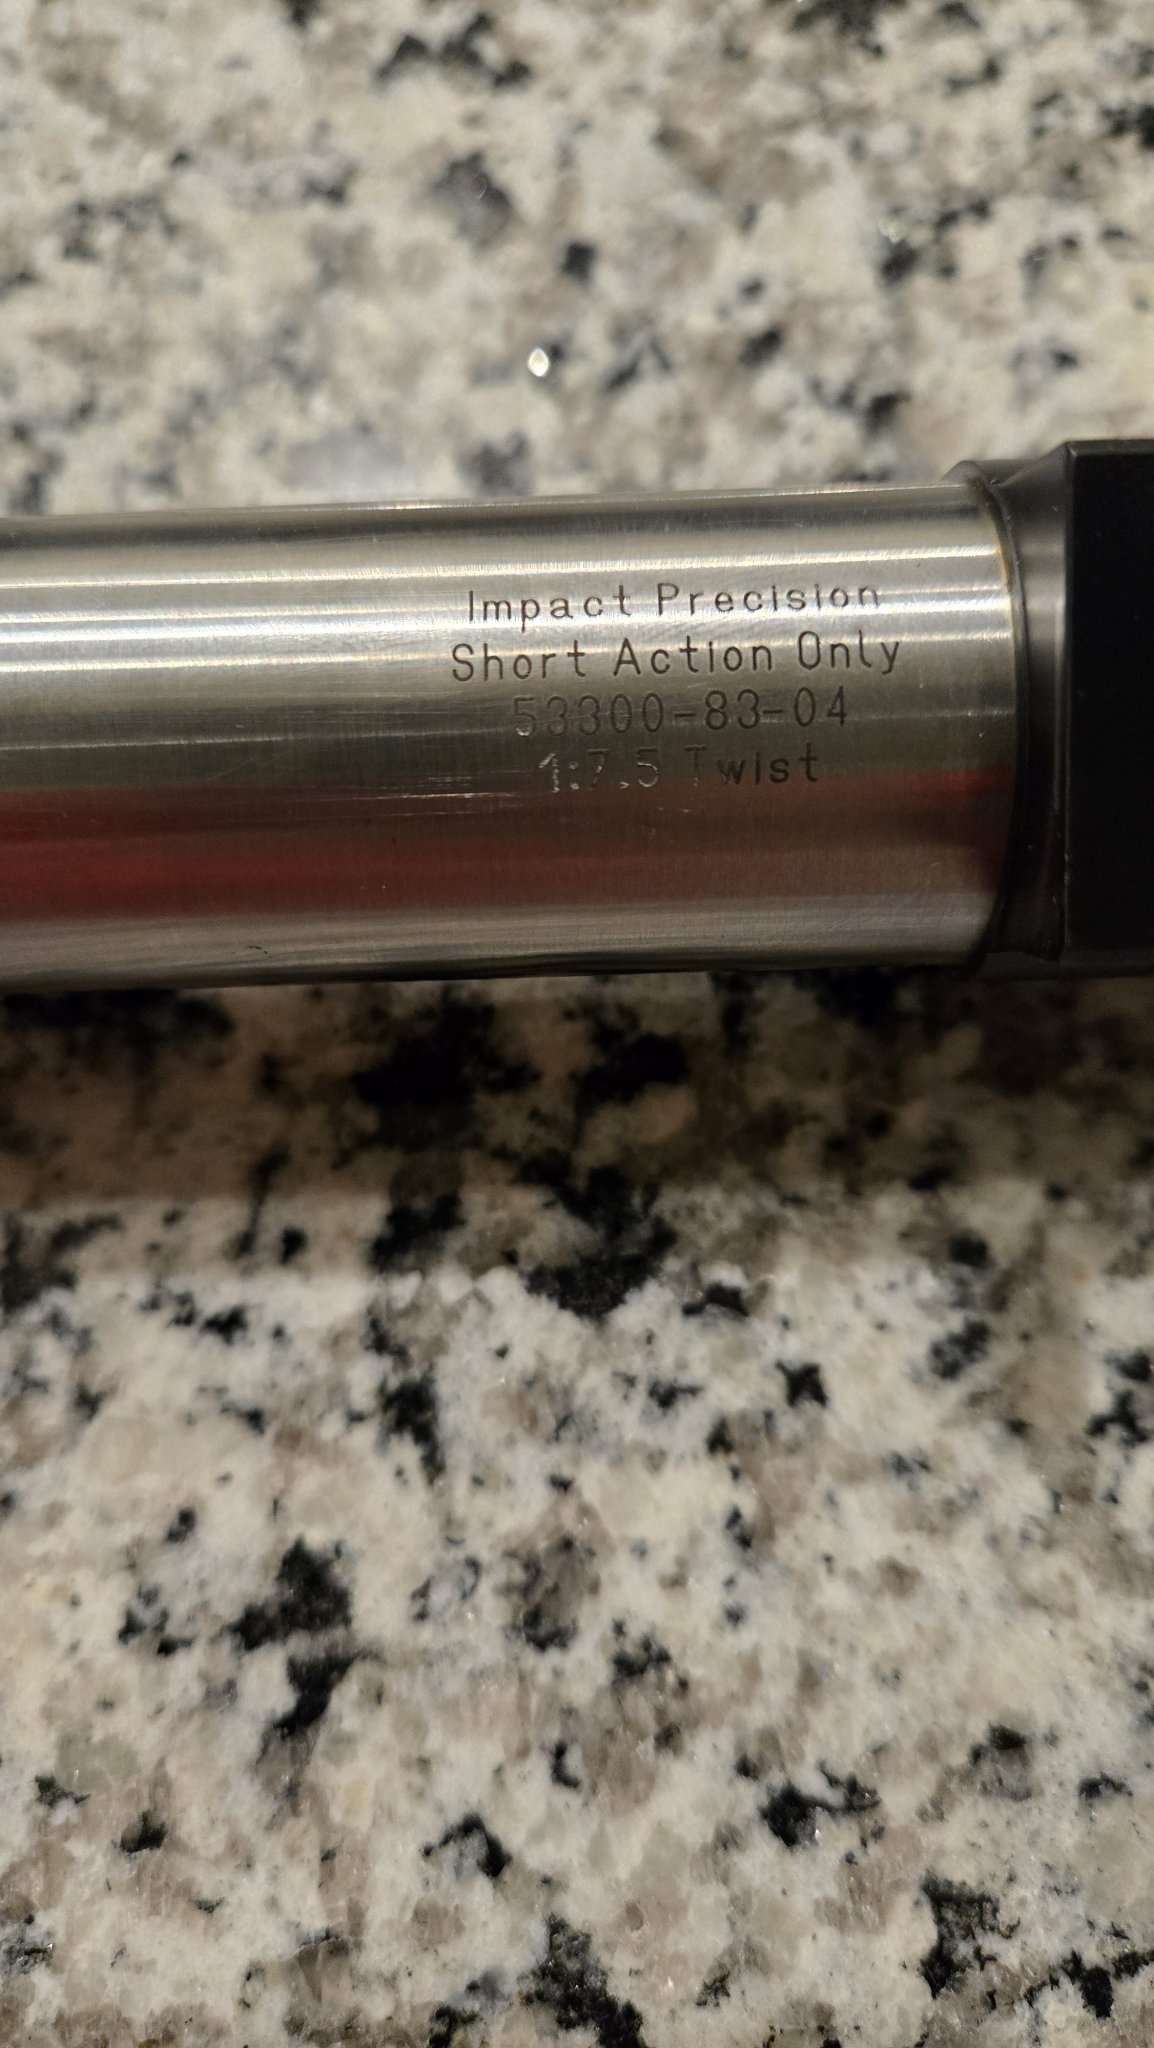 Impact Precision
Short Action Only
53300-83-04
1:7.5 Twist